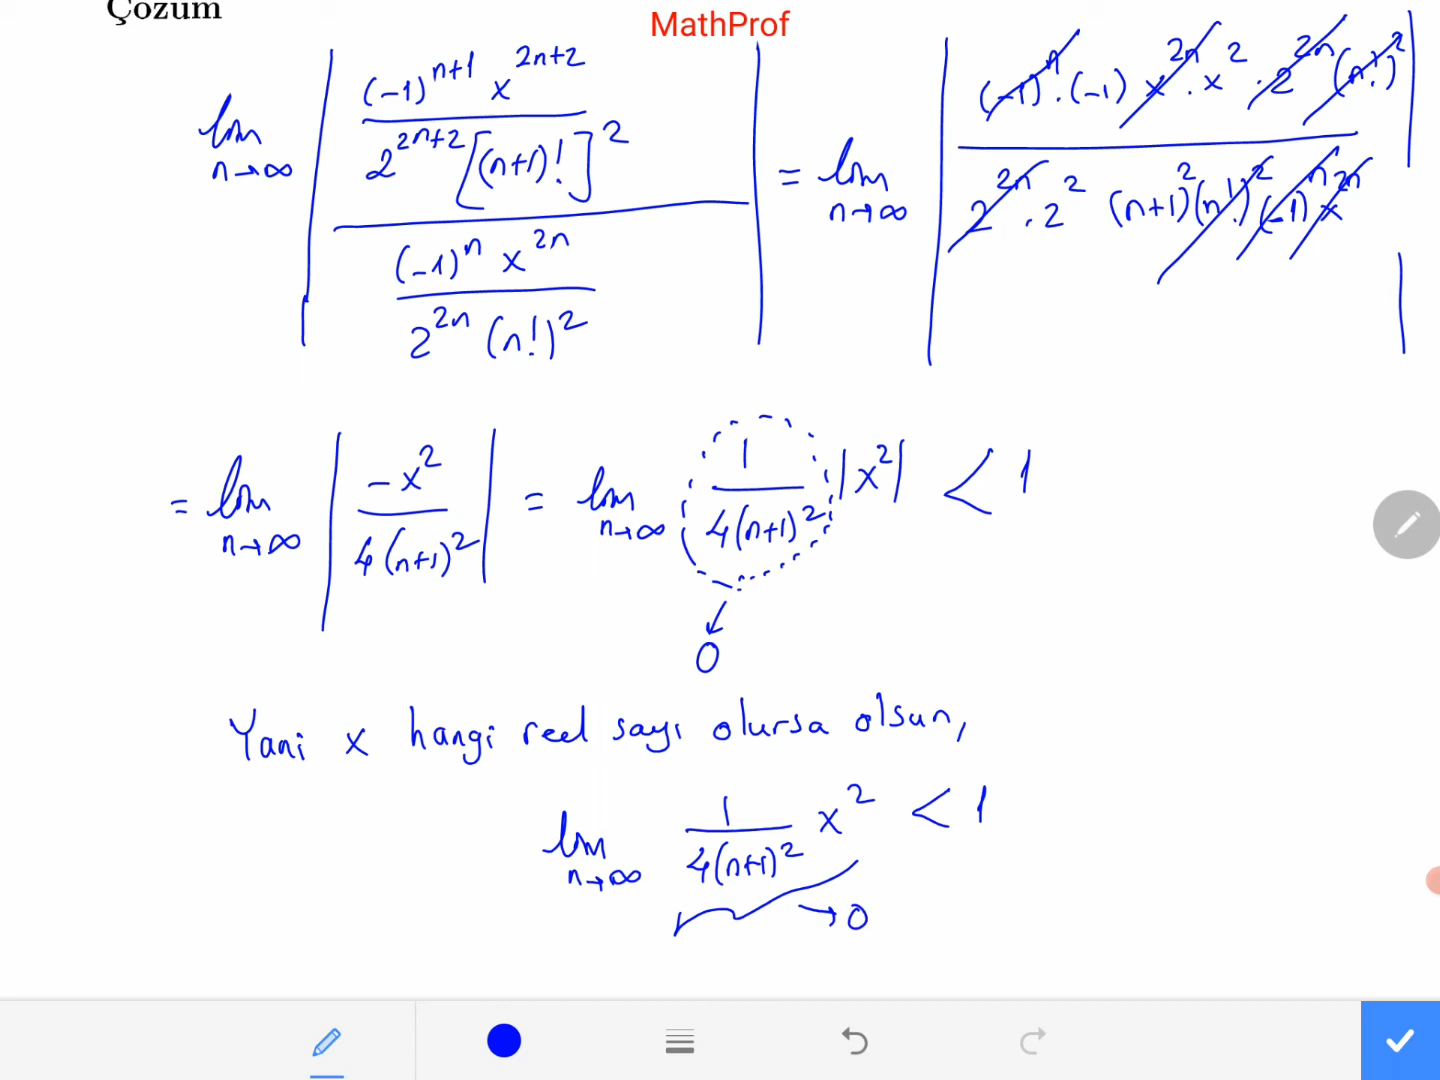 Çözüm
MathProf
lim n→∞ | ((-1)^{n+1} x^{2n+2} / 2^{2n+2} [(n+1)!]^2) / ((-1)^n x^{2n} / 2^{2n} (n!)^2) | = lim n→∞ | (-1)^n . (-1) x^{2n} . x^2 . 2^{2n} (n!)^2 / 2^{2n} . 2^2 (n+1)^2 (n!)^2 (-1)^n x^{2n} |
= lim n→∞ | -x^2 / 4(n+1)^2 | = lim n→∞ 1 / 4(n+1)^2 |x^2| < 1
0
Yani x hangi reel sayı olursa olsun,
lim n→∞ 1 / 4(n+1)^2 x^2 < 1
→0